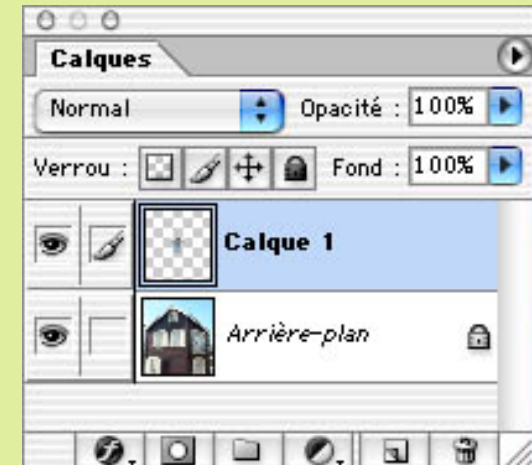 Calques
Normal Opacité : 100%
Verrou : Fond : 100%
Calque 1
Arrière-plan